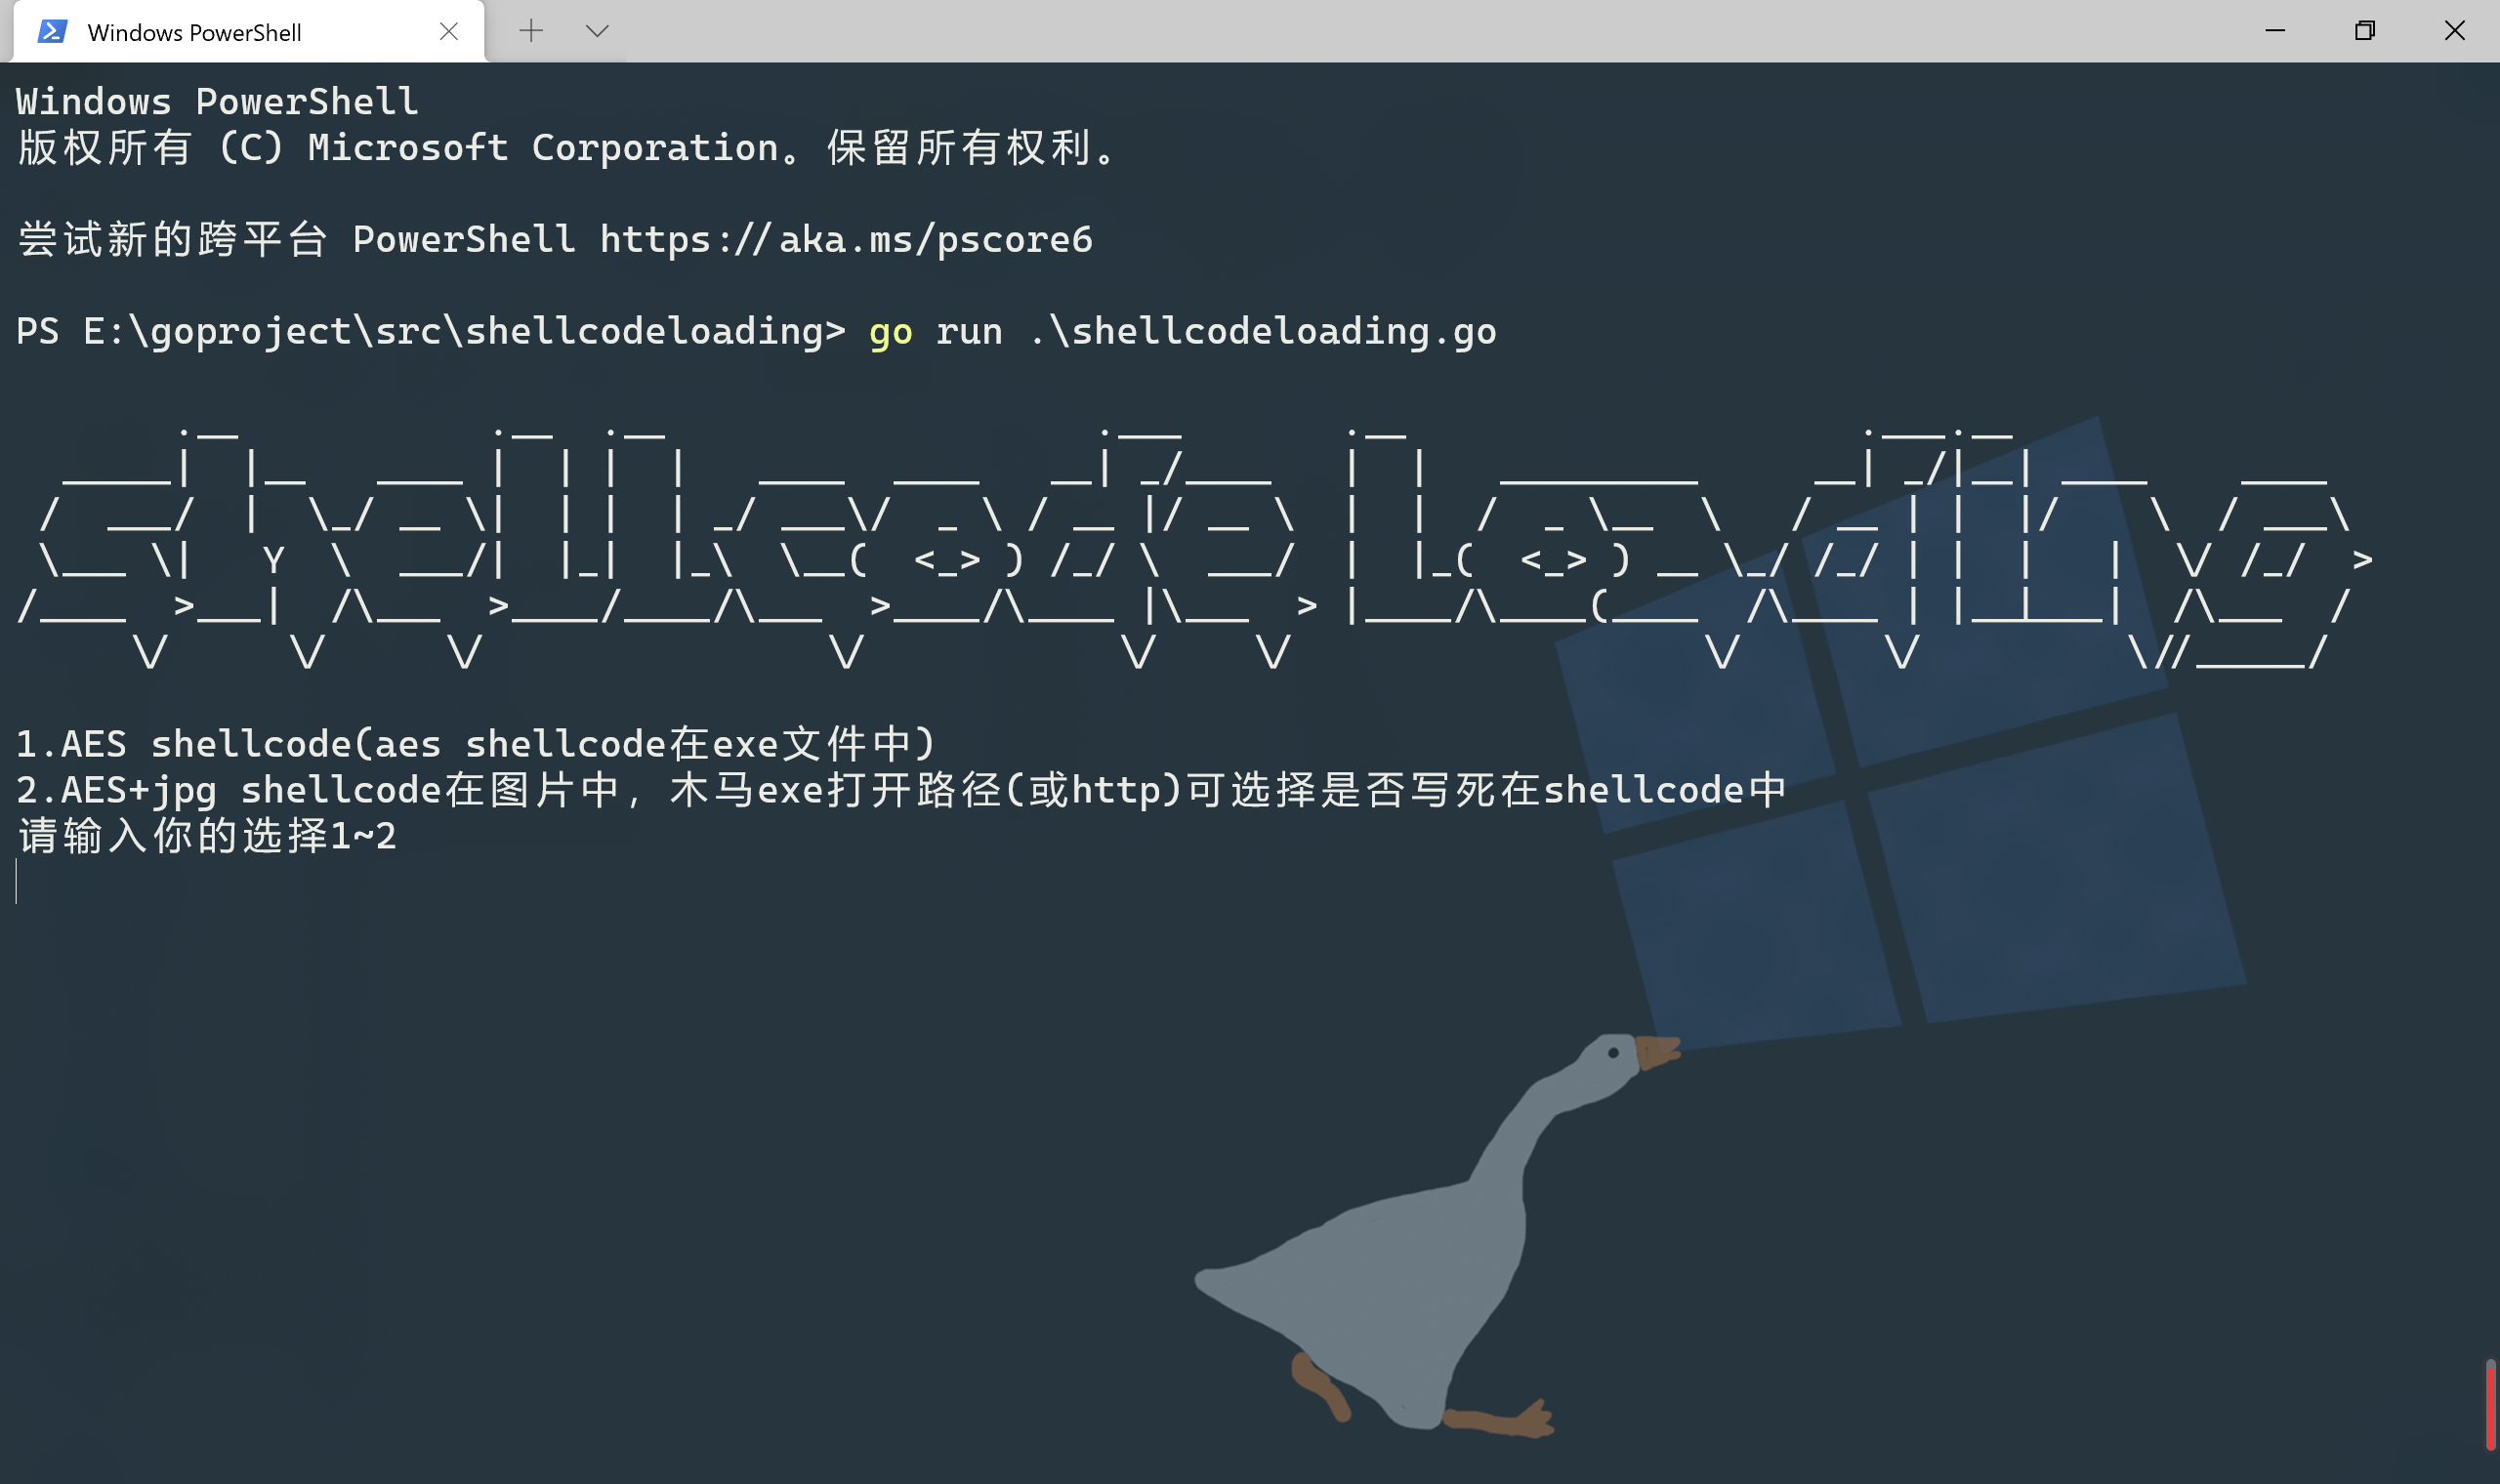 Windows PowerShell
Windows PowerShell
版权所有 (C) Microsoft Corporation。保留所有权利。
尝试新的跨平台 PowerShell https://aka.ms/pscore6
PS E:\goproject\src\shellcodeloading> go run .\shellcodeloading.go
shellcodeloading
1.AES shellcode(aes shellcode在exe文件中)
2.AES+jpg shellcode在图片中, 木马exe打开路径(或http)可选择是否写死在shellcode中
请输入你的选择1~2